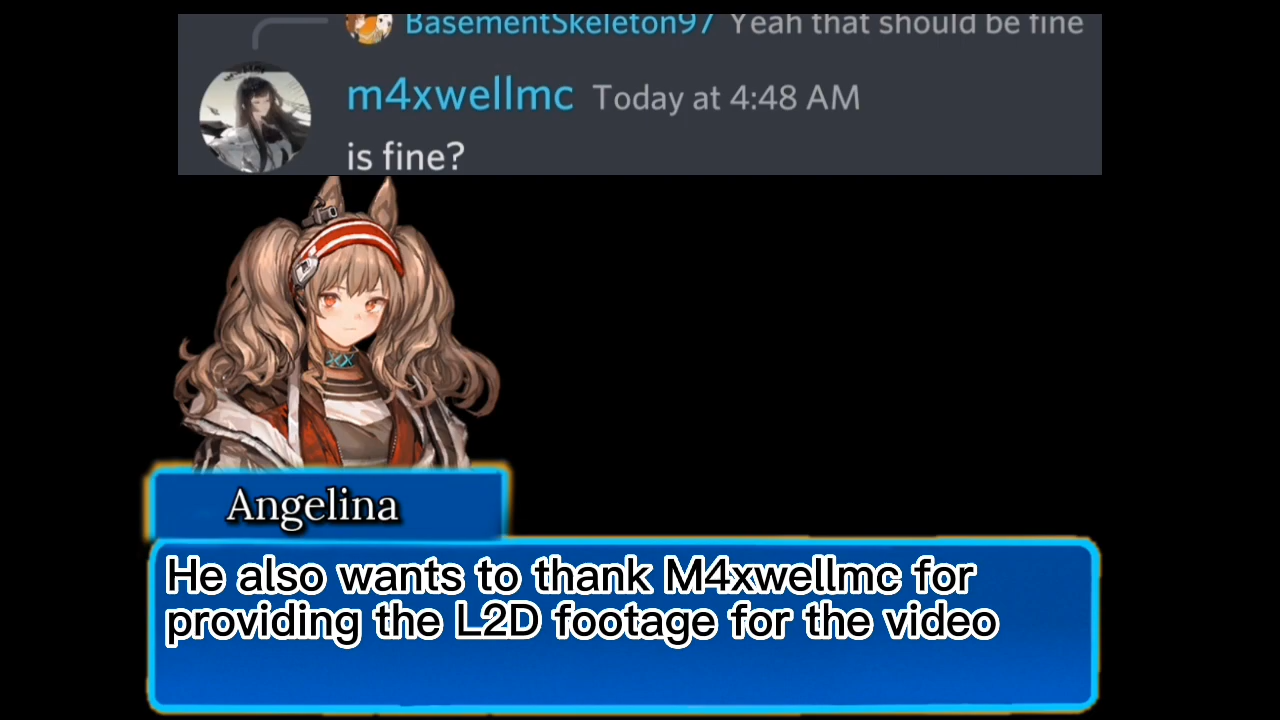 BasementSkeleton97 Yeah that should be fine
m4xwellmc Today at 4:48 AM
is fine?
Angelina
He also wants to thank M4xwellmc for
providing the L2D footage for the video